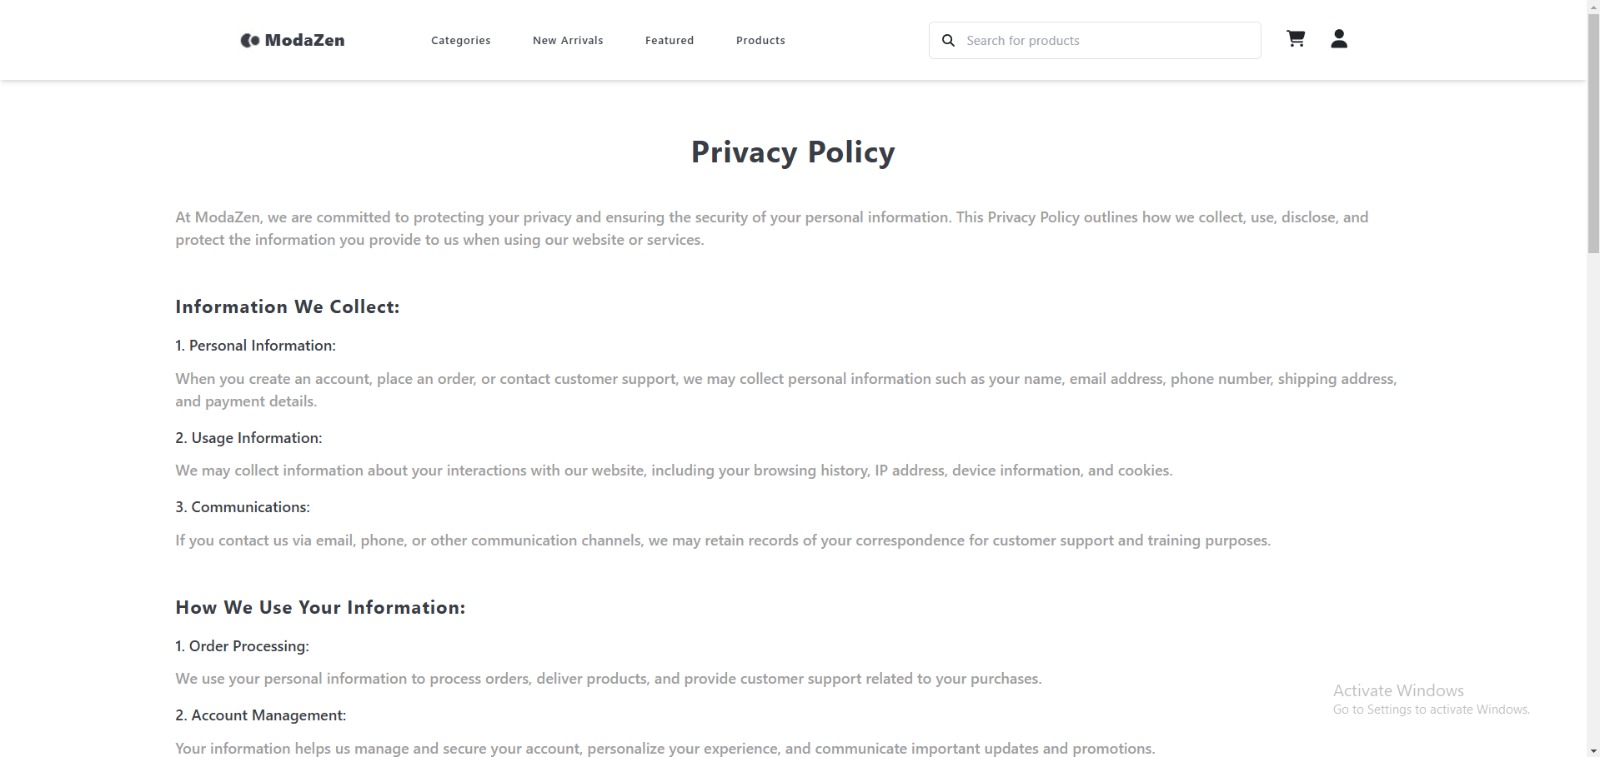 ModaZen
Categories
New Arrivals
Featured
Products
Search for products
Privacy Policy
At ModaZen, we are committed to protecting your privacy and ensuring the security of your personal information. This Privacy Policy outlines how we collect, use, disclose, and
protect the information you provide to us when using our website or services.
Information We Collect:
1. Personal Information:
When you create an account, place an order, or contact customer support, we may collect personal information such as your name, email address, phone number, shipping address,
and payment details.
2. Usage Information:
We may collect information about your interactions with our website, including your browsing history, IP address, device information, and cookies.
3. Communications:
If you contact us via email, phone, or other communication channels, we may retain records of your correspondence for customer support and training purposes.
How We Use Your Information:
1. Order Processing:
We use your personal information to process orders, deliver products, and provide customer support related to your purchases.
2. Account Management:
Your information helps us manage and secure your account, personalize your experience, and communicate important updates and promotions.
Activate Windows
Go to Settings to activate Windows.